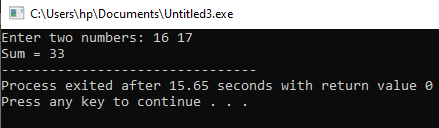 C:\Users\hp\Documents\Untitled3.exe
Enter two numbers: 16 17
Sum = 33
--------------------------------
Process exited after 15.65 seconds with return value 0
Press any key to continue . . .